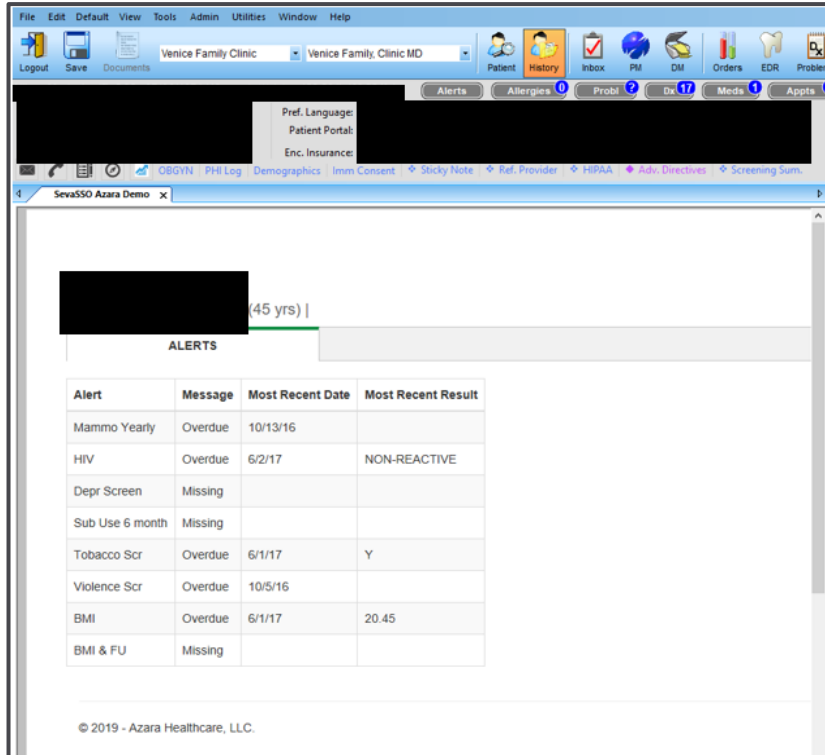 File Edit Default View Tools Admin Utilities Window Help
Venice Family Clinic Venice Family, Clinic MD
Logout Save Documents Patient History Inbox PM DM Orders EDR
Alerts Allergies 0 Probl ? Dx 17 Meds 1 Appts
Pref. Language:
Patient Portal:
Enc. Insurance:
OBGYN PHI Log Demographics Imm Consent Sticky Note Ref. Provider HIPAA Adv. Directives Screening Sum.
SevaSSO Azara Demo x
(45 yrs) |
ALERTS
Alert Message Most Recent Date Most Recent Result
Mammo Yearly Overdue 10/13/16
HIV Overdue 6/2/17 NON-REACTIVE
Depr Screen Missing
Sub Use 6 month Missing
Tobacco Scr Overdue 6/1/17 Y
Violence Scr Overdue 10/5/16
BMI Overdue 6/1/17 20.45
BMI & FU Missing
© 2019 - Azara Healthcare, LLC.